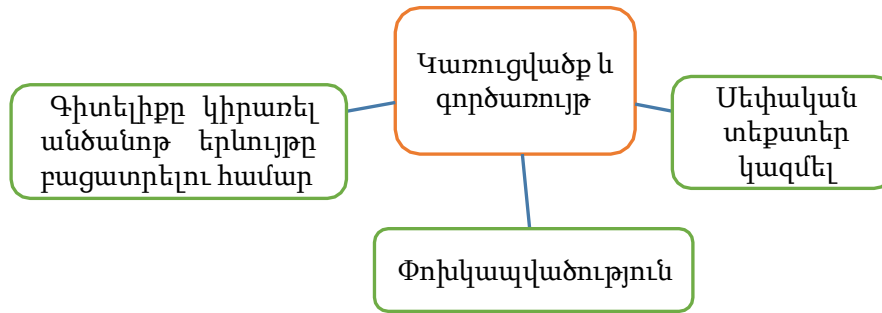 Կառուցվածք և
գործառույթ
Գիտելիքը կիրառել
անծանոթ երևույթը
բացատրելու համար
Սեփական
տեքստեր
կազմել
Փոխկապվածություն